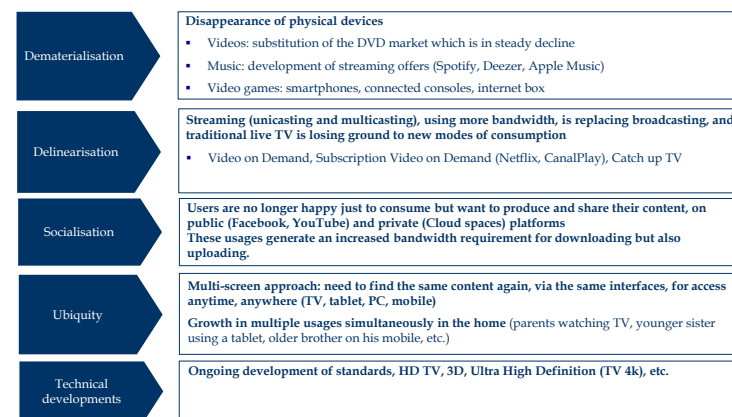 Dematerialisation
Disappearance of physical devices
▪ Videos: substitution of the DVD market which is in steady decline
▪ Music: development of streaming offers (Spotify, Deezer, Apple Music)
▪ Video games: smartphones, connected consoles, internet box
Delinearisation
Streaming (unicasting and multicasting), using more bandwidth, is replacing broadcasting, and
traditional live TV is losing ground to new modes of consumption
▪ Video on Demand, Subscription Video on Demand (Netflix, CanalPlay), Catch up TV
Socialisation
Users are no longer happy just to consume but want to produce and share their content, on
public (Facebook, YouTube) and private (Cloud spaces) platforms
These usages generate an increased bandwidth requirement for downloading but also
uploading.
Ubiquity
Multi-screen approach: need to find the same content again, via the same interfaces, for access
anytime, anywhere (TV, tablet, PC, mobile)
Growth in multiple usages simultaneously in the home (parents watching TV, younger sister
using a tablet, older brother on his mobile, etc.)
Technical
developments
Ongoing development of standards, HD TV, 3D, Ultra High Definition (TV 4k), etc.